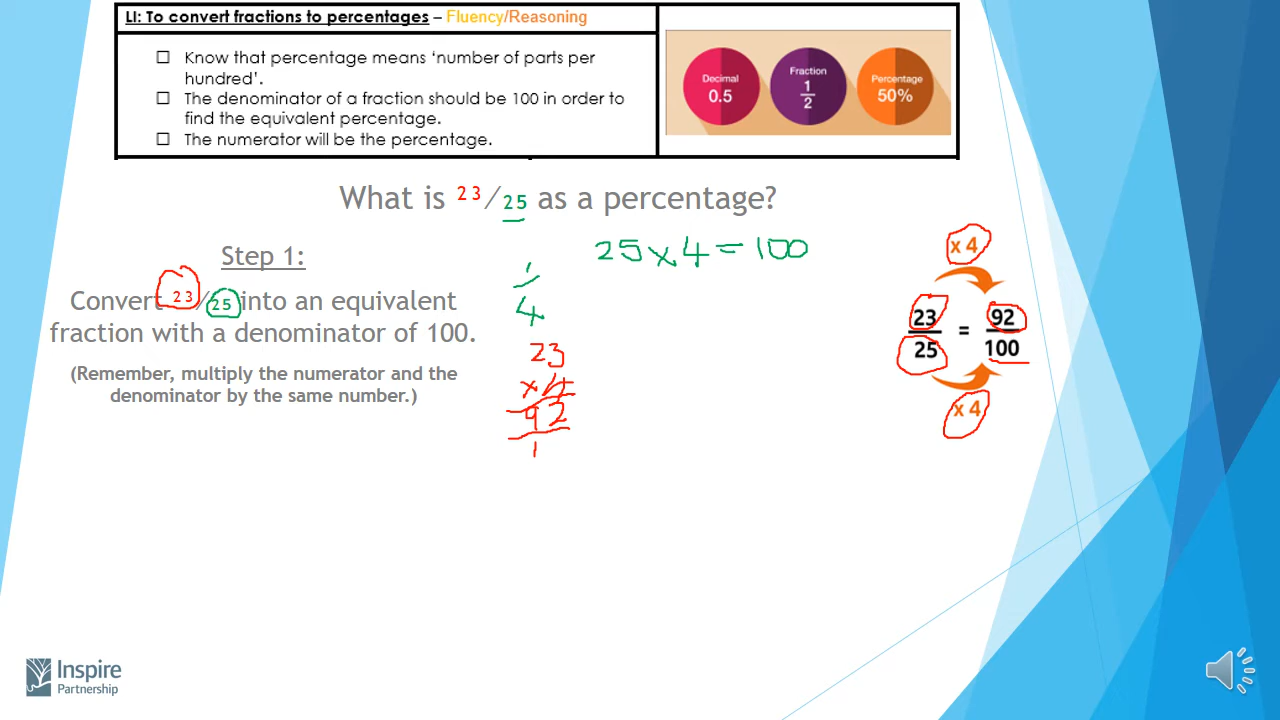 LI: To convert fractions to percentages – Fluency/Reasoning
Know that percentage means ‘number of parts per
hundred’.
The denominator of a fraction should be 100 in order to
find the equivalent percentage.
The numerator will be the percentage.
Decimal
0.5
Fraction
1
2
Percentage
50%
What is 23/25 as a percentage?
Step 1:
Convert 23/25 into an equivalent
fraction with a denominator of 100.
(Remember, multiply the numerator and the
denominator by the same number.)
25 x 4 = 100
1
4
23
x 4
92
1
x 4
23 = 92
25 100
x 4
Inspire
Partnership